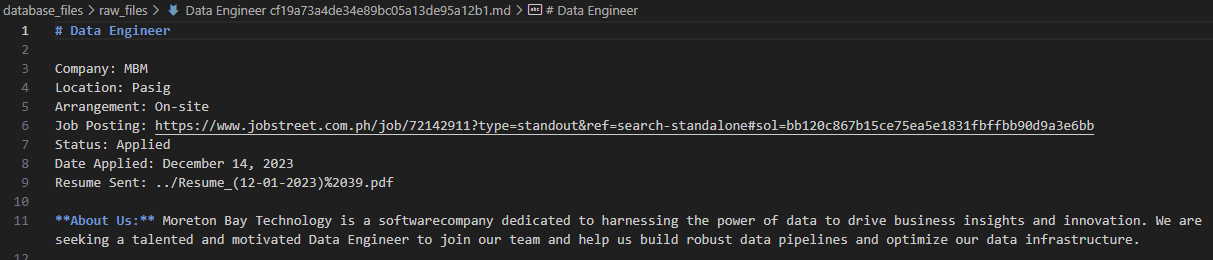 database_files > raw_files > Data Engineer cf19a73a4de34e89bc05a13de95a12b1.md > # Data Engineer
1 # Data Engineer
2
3 Company: MBM
4 Location: Pasig
5 Arrangement: On-site
6 Job Posting: https://www.jobstreet.com.ph/job/72142911?type=standout&ref=search-standalone#sol=bb120c867b15ce75ea5e1831fbffbb90d9a3e6bb
7 Status: Applied
8 Date Applied: December 14, 2023
9 Resume Sent: ../Resume_(12-01-2023)%2039.pdf
10
11 **About Us:** Moreton Bay Technology is a softwarecompany dedicated to harnessing the power of data to drive business insights and innovation. We are
seeking a talented and motivated Data Engineer to join our team and help us build robust data pipelines and optimize our data infrastructure.
12